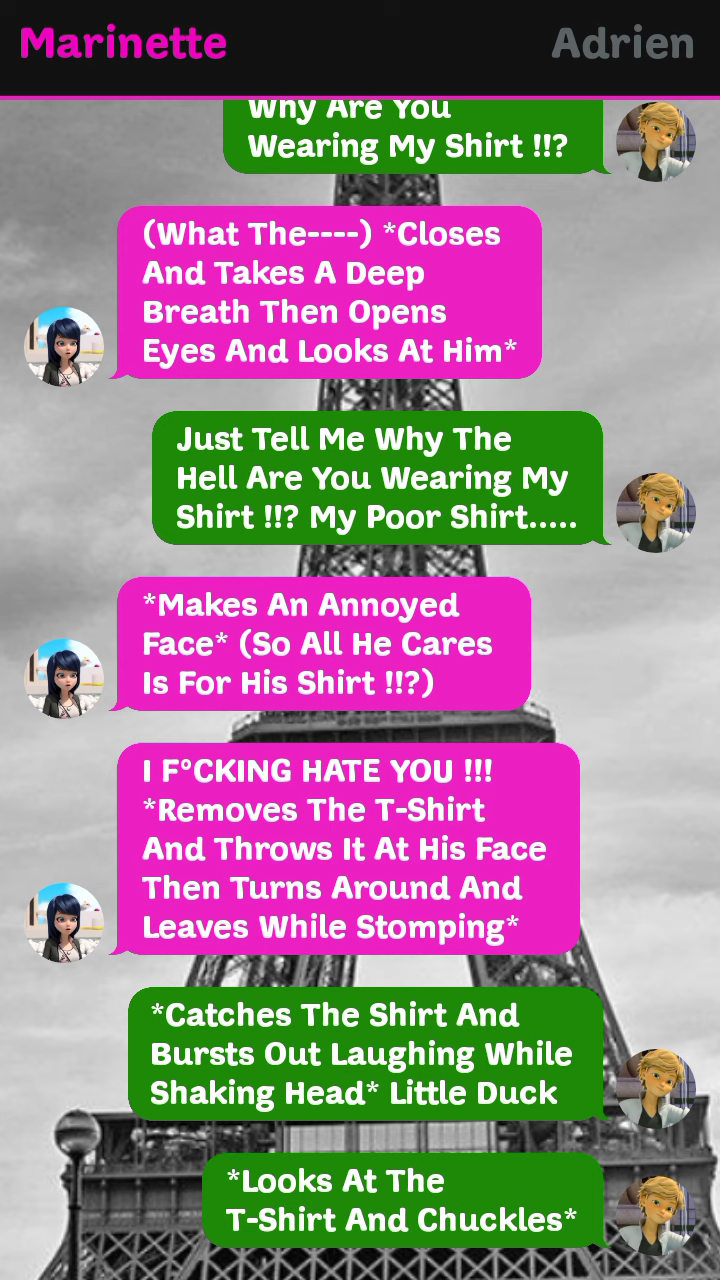 Marinette
Adrien
Why Are You
Wearing My Shirt !!?
(What The----) *Closes
And Takes A Deep
Breath Then Opens
Eyes And Looks At Him*
Just Tell Me Why The
Hell Are You Wearing My
Shirt !!? My Poor Shirt.....
*Makes An Annoyed
Face* (So All He Cares
Is For His Shirt !!?)
I F°CKING HATE YOU !!!
*Removes The T-Shirt
And Throws It At His Face
Then Turns Around And
Leaves While Stomping*
*Catches The Shirt And
Bursts Out Laughing While
Shaking Head* Little Duck
*Looks At The
T-Shirt And Chuckles*